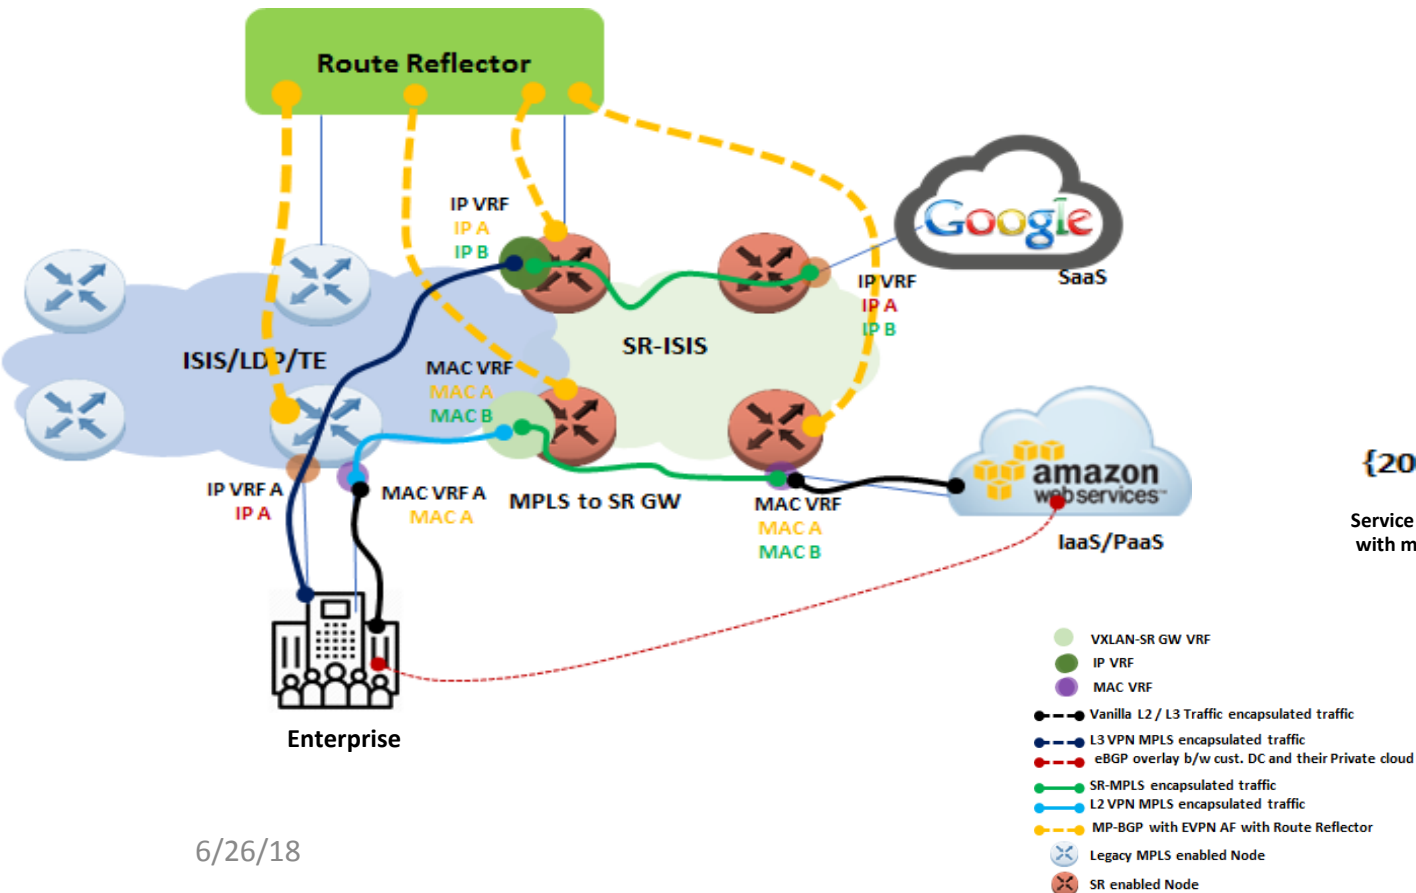 Route Reflector
IP VRF
IP A
IP B
Google
SaaS
IP VRF
IP A
IP B
ISIS/LDP/TE
SR-ISIS
MAC VRF
MAC A
MAC B
IP VRF A
IP A
MAC VRF A
MAC A
MPLS to SR GW
MAC VRF
MAC A
MAC B
amazon
webservices™
IaaS/PaaS
{20
Service
with m
Enterprise
VXLAN-SR GW VRF
IP VRF
MAC VRF
Vanilla L2 / L3 Traffic encapsulated traffic
L3 VPN MPLS encapsulated traffic
eBGP overlay b/w cust. DC and their Private cloud
SR-MPLS encapsulated traffic
L2 VPN MPLS encapsulated traffic
MP-BGP with EVPN AF with Route Reflector
Legacy MPLS enabled Node
SR enabled Node
6/26/18